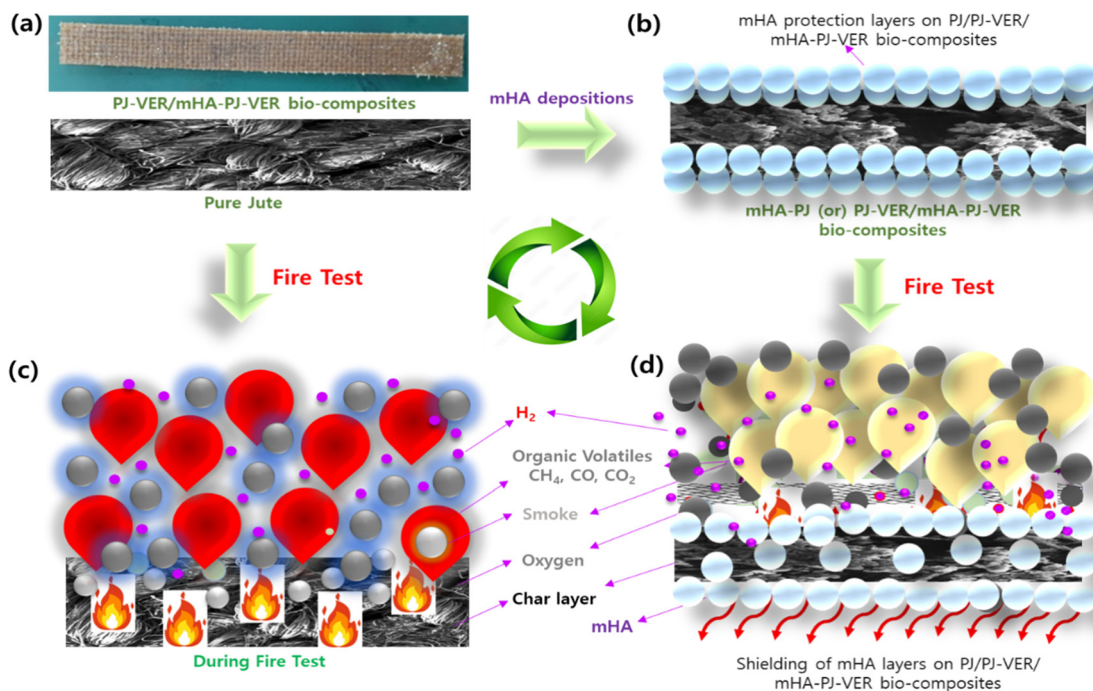 (a)
PJ-VER/mHA-PJ-VER bio-composites
Pure Jute
mHA depositions
(b)
mHA protection layers on PJ/PJ-VER/
mHA-PJ-VER bio-composites
mHA-PJ (or) PJ-VER/mHA-PJ-VER
bio-composites
Fire Test
Fire Test
(c)
During Fire Test
H₂
Organic Volatiles
CH₄, CO, CO₂
Smoke
Oxygen
Char layer
mHA
(d)
Shielding of mHA layers on PJ/PJ-VER/
mHA-PJ-VER bio-composites